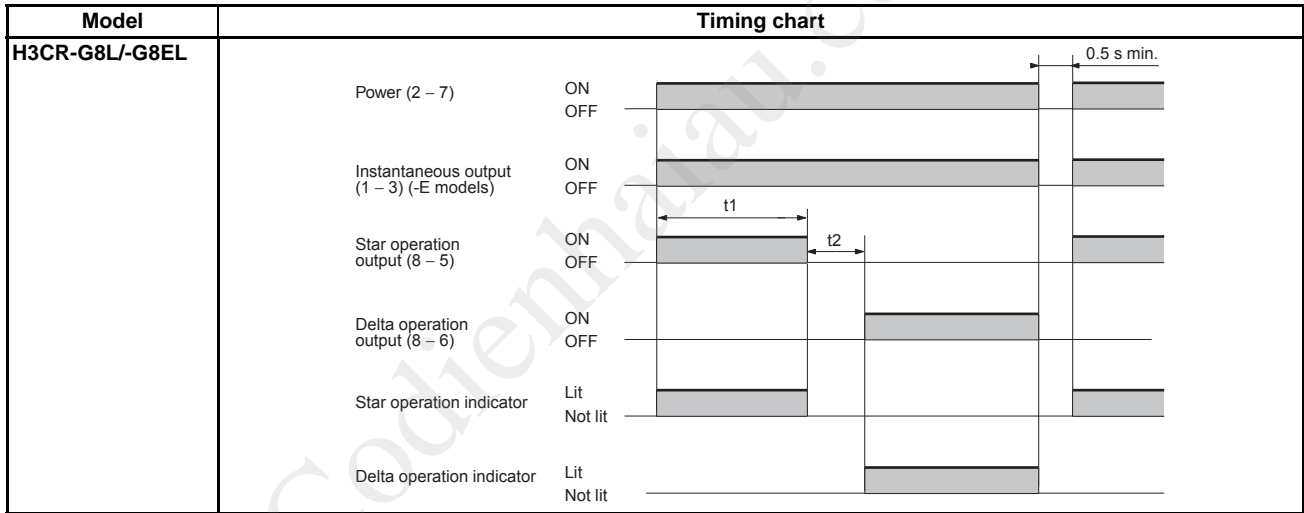 Model Timing chart
H3CR-G8L/-G8EL
0.5 s min.
Power (2 – 7) ON
OFF
Instantaneous output
(1 – 3) (-E models) ON
OFF
t1
Star operation
output (8 – 5) ON
OFF
t2
Delta operation
output (8 – 6) ON
OFF
Star operation indicator Lit
Not lit
Delta operation indicator Lit
Not lit
Codienhaiau.co